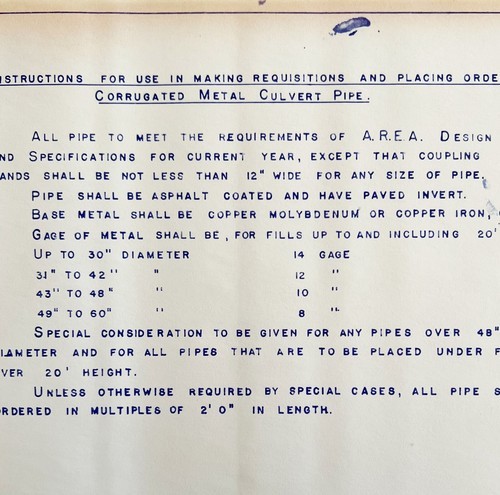 NSTRUCTIONS FOR USE IN MAKING REQUISITIONS AND PLACING ORDE
CORRUGATED METAL CULVERT PIPE.
ALL PIPE TO MEET THE REQUIREMENTS OF A.R.E.A. DESIGN
ND SPECIFICATIONS FOR CURRENT YEAR, EXCEPT THAT COUPLING
ANDS SHALL BE NOT LESS THAN 12" WIDE FOR ANY SIZE OF PIPE.
PIPE SHALL BE ASPHALT COATED AND HAVE PAVED INVERT.
BASE METAL SHALL BE COPPER MOLYBDENUM OR COPPER IRON,
GAGE OF METAL SHALL BE, FOR FILLS UP TO AND INCLUDING 20'
UP TO 30" DIAMETER 14 GAGE
31" TO 42" " 12 "
43" TO 48" " 10 "
49" TO 60" " 8 "
SPECIAL CONSIDERATION TO BE GIVEN FOR ANY PIPES OVER 48"
DIAMETER AND FOR ALL PIPES THAT ARE TO BE PLACED UNDER F
VER 20' HEIGHT.
UNLESS OTHERWISE REQUIRED BY SPECIAL CASES, ALL PIPE S
ORDERED IN MULTIPLES OF 2'0" IN LENGTH.